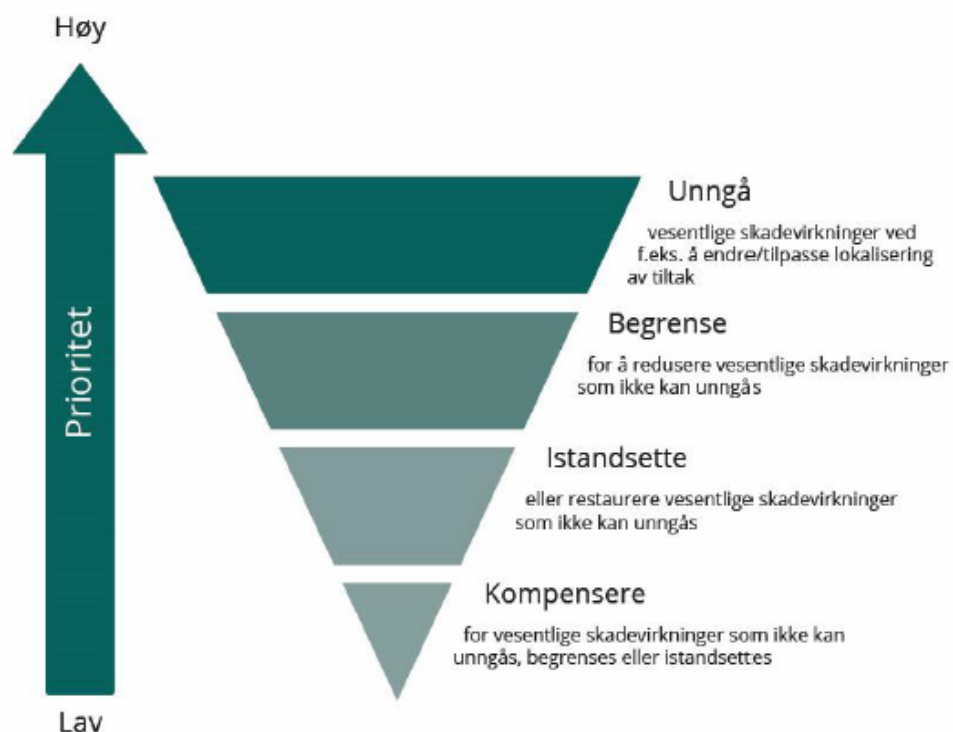 Høy
Prioritet
Unngå
vesentlige skadevirkninger ved
f.eks. å endre/tilpasse lokalisering
av tiltak
Begrense
for å redusere vesentlige skadevirkninger
som ikke kan unngås
Istandsette
eller restaurere vesentlige skadevirkninger
som ikke kan unngås
Kompensere
for vesentlige skadevirkninger som ikke kan
unngås, begrenses eller istandsettes
Lav